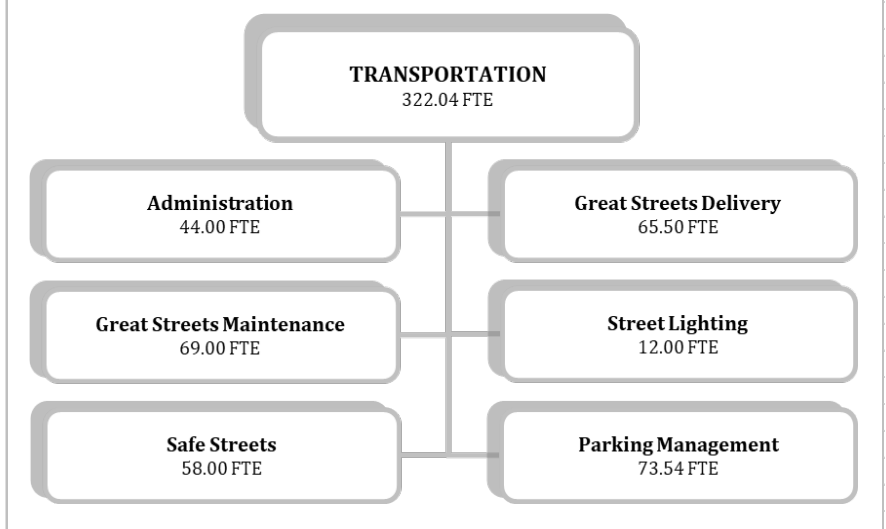 TRANSPORTATION
322.04 FTE
Administration
44.00 FTE
Great Streets Delivery
65.50 FTE
Great Streets Maintenance
69.00 FTE
Street Lighting
12.00 FTE
Safe Streets
58.00 FTE
Parking Management
73.54 FTE